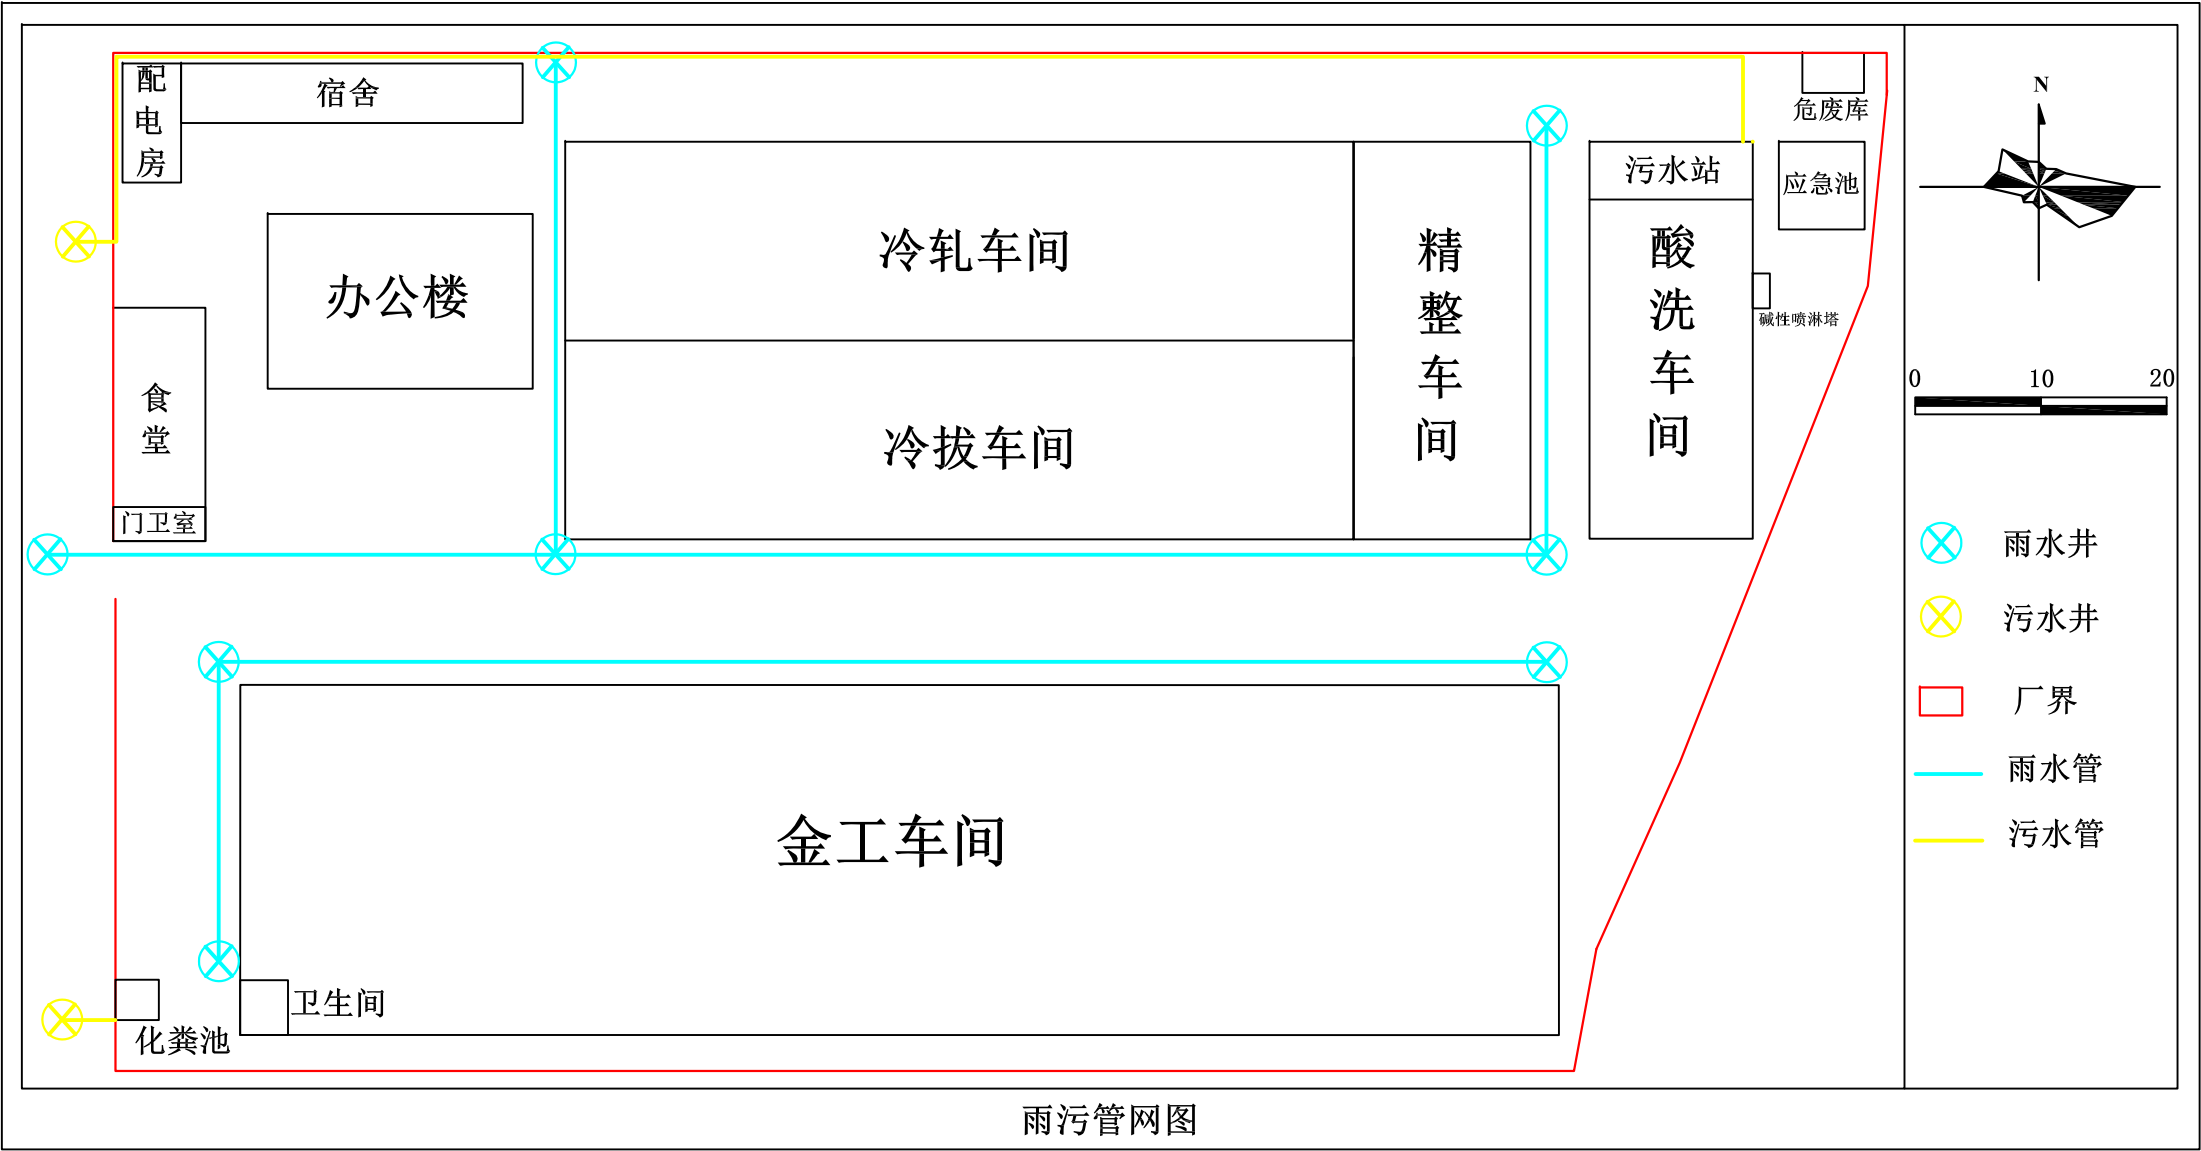 配电房
宿舍
危废库
污水站
应急池
冷轧车间
精整车间
酸洗车间
办公楼
碱性喷淋塔
食堂
冷拔车间
门卫室
金工车间
卫生间
化粪池
N
0 10 20
雨水井
污水井
厂界
雨水管
污水管
雨污管网图